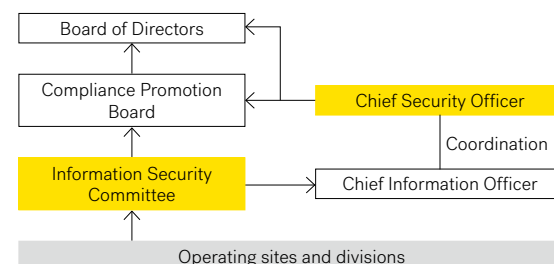 Board of Directors
Compliance Promotion
Board
Chief Security Officer
Coordination
Information Security
Committee
Chief Information Officer
Operating sites and divisions